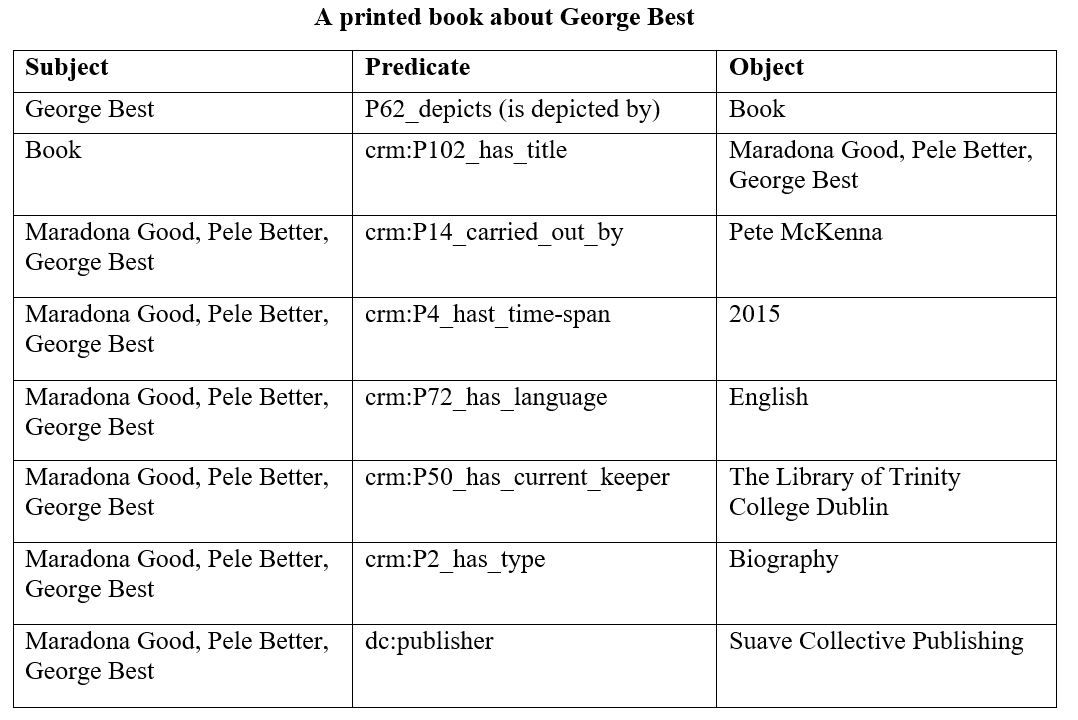 A printed book about George Best
Subject Predicate Object
George Best P62_depicts (is depicted by) Book
Book crm:P102_has_title Maradona Good, Pele Better,
George Best
Maradona Good, Pele Better, crm:P14_carried_out_by Pete McKenna
George Best
Maradona Good, Pele Better, crm:P4_hast_time-span 2015
George Best
Maradona Good, Pele Better, crm:P72_has_language English
George Best
Maradona Good, Pele Better, crm:P50_has_current_keeper The Library of Trinity
George Best College Dublin
Maradona Good, Pele Better, crm:P2_has_type Biography
George Best
Maradona Good, Pele Better, dc:publisher Suave Collective Publishing
George Best